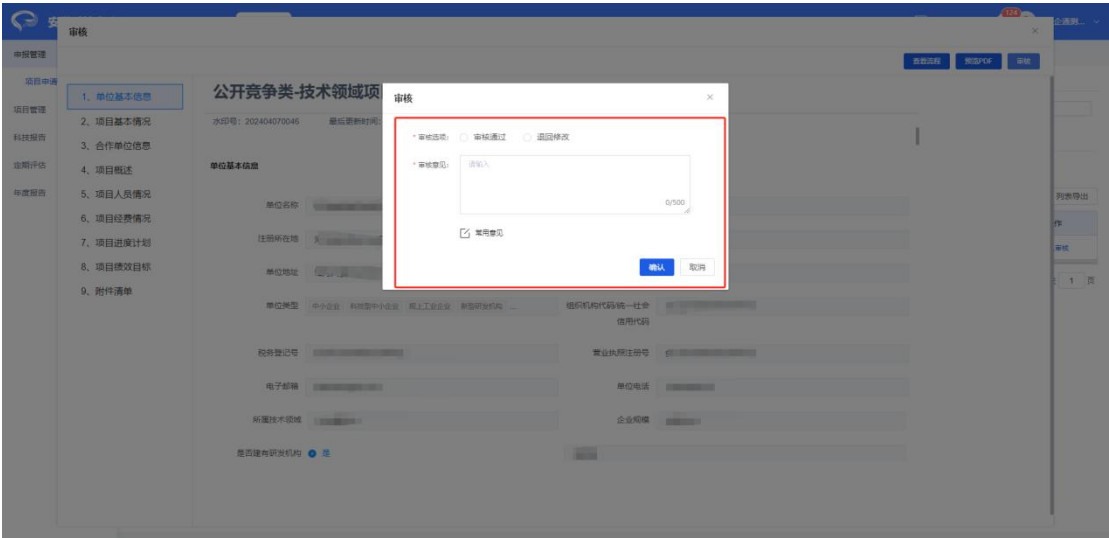 124
审核
申报管理
查看流程 预览PDF 审核
项目申请
项目管理
科技报告
定期评估
年度报告
1、单位基本信息
2、项目基本情况
3、合作单位信息
4、项目概述
5、项目人员情况
6、项目经费情况
7、项目进度计划
8、项目绩效目标
9、附件清单
公开竞争类-技术领域项
水印号：202404070046 最后更新时间:
单位基本信息
审核
* 审核选项： 审核通过 退回修改
* 审核意见： 请输入
0/500
常用意见
确认 取消
列表导出
作
审核
1 页
单位名称
注册所在地
单位地址
单位类型 中小企业 科技型中小企业 规上工业企业 新型研发机构 ...
组织机构代码/统一社会
信用代码
税务登记号 营业执照注册号
电子邮箱 单位电话
所属技术领域 企业规模
是否建有研发机构 是